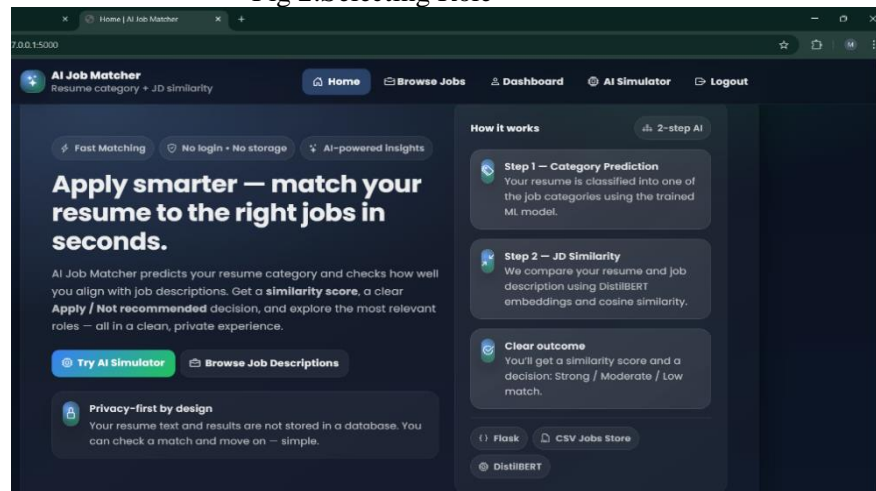 Fig 2.Selecting Role
Home | AI Job Matcher
7.0.0.1:5000
M
AI Job Matcher
Resume category + JD similarity
Home
Browse Jobs
Dashboard
AI Simulator
Logout
Fast Matching
No login • No storage
AI-powered insights
Apply smarter — match your
resume to the right jobs in
seconds.
AI Job Matcher predicts your resume category and checks how well
you align with job descriptions. Get a similarity score, a clear
Apply / Not recommended decision, and explore the most relevant
roles — all in a clean, private experience.
Try AI Simulator
Browse Job Descriptions
Privacy-first by design
Your resume text and results are not stored in a database. You
can check a match and move on — simple.
How it works
2-step AI
Step 1 — Category Prediction
Your resume is classified into one of
the job categories using the trained
ML model.
Step 2 — JD Similarity
We compare your resume and job
description using DistilBERT
embeddings and cosine similarity.
Clear outcome
You'll get a similarity score and a
decision: Strong / Moderate / Low
match.
Flask
CSV Jobs Store
DistilBERT